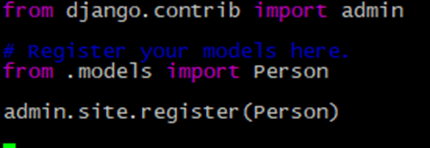 from django.contrib import admin
# Register your models here.
from .models import Person
admin.site.register(Person)